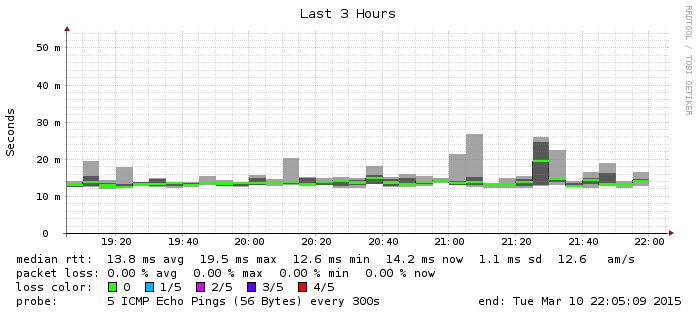 Last 3 Hours
RRDTOOL / TOBI OETIKER
Seconds
50 m
40 m
30 m
20 m
10 m
0
19:20 19:40 20:00 20:20 20:40 21:00 21:20 21:40 22:00
median rtt: 13.8 ms avg 19.5 ms max 12.6 ms min 14.2 ms now 1.1 ms sd 12.6 am/s
packet loss: 0.00 % avg 0.00 % max 0.00 % min 0.00 % now
loss color: 0 1/5 2/5 3/5 4/5
probe: 5 ICMP Echo Pings (56 Bytes) every 300s end: Tue Mar 10 22:05:09 2015